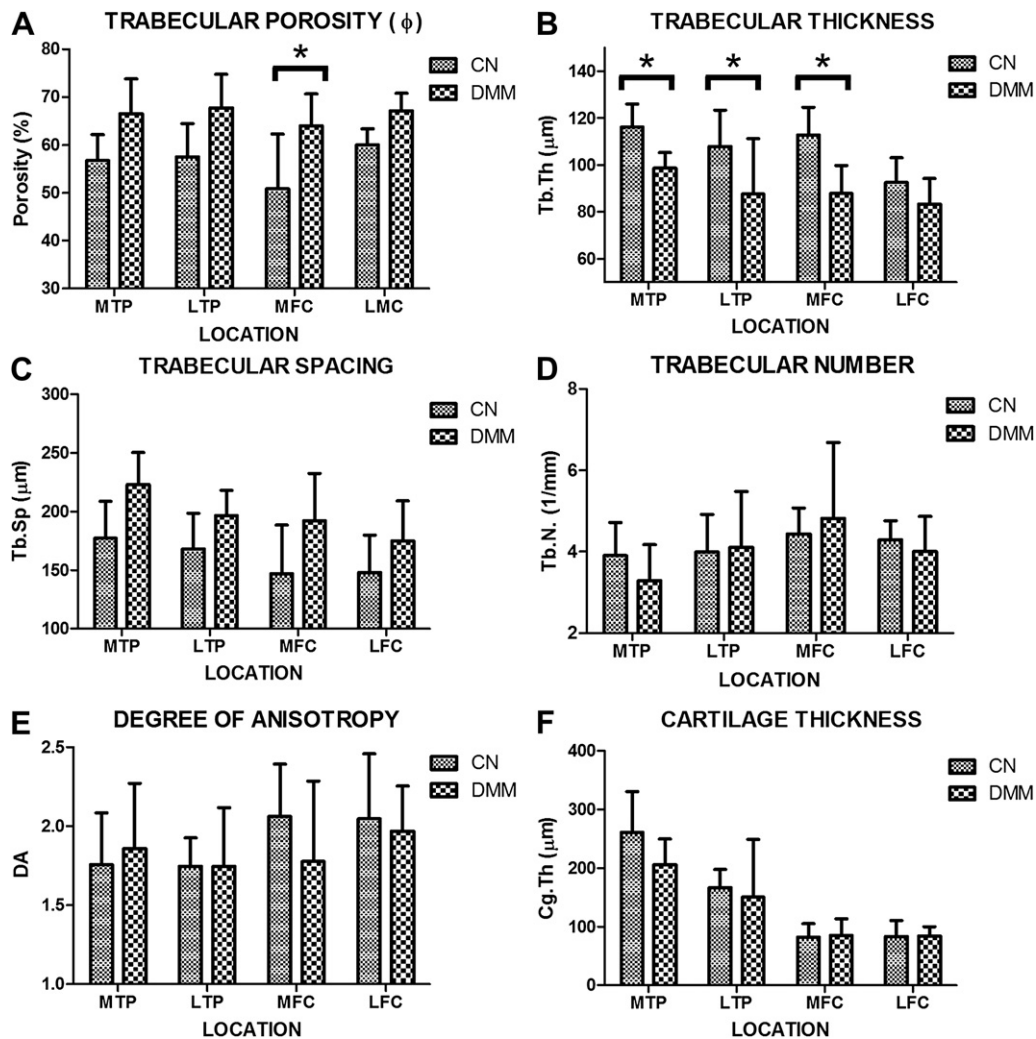 A TRABECULAR POROSITY (ϕ)
*
CN
DMM
Porosity (%)
80
70
60
50
40
30
MTP LTP MFC LMC
LOCATION
B TRABECULAR THICKNESS
* * *
CN
DMM
Tb.Th (μm)
140
120
100
80
60
MTP LTP MFC LFC
LOCATION
C TRABECULAR SPACING
CN
DMM
Tb.Sp (μm)
300
250
200
150
100
MTP LTP MFC LFC
LOCATION
D TRABECULAR NUMBER
CN
DMM
Tb.N. (1/mm)
8
6
4
2
MTP LTP MFC LFC
LOCATION
E DEGREE OF ANISOTROPY
CN
DMM
DA
2.5
2.0
1.5
1.0
MTP LTP MFC LFC
LOCATION
F CARTILAGE THICKNESS
CN
DMM
Cg.Th (μm)
400
300
200
100
0
MTP LTP MFC LFC
LOCATION